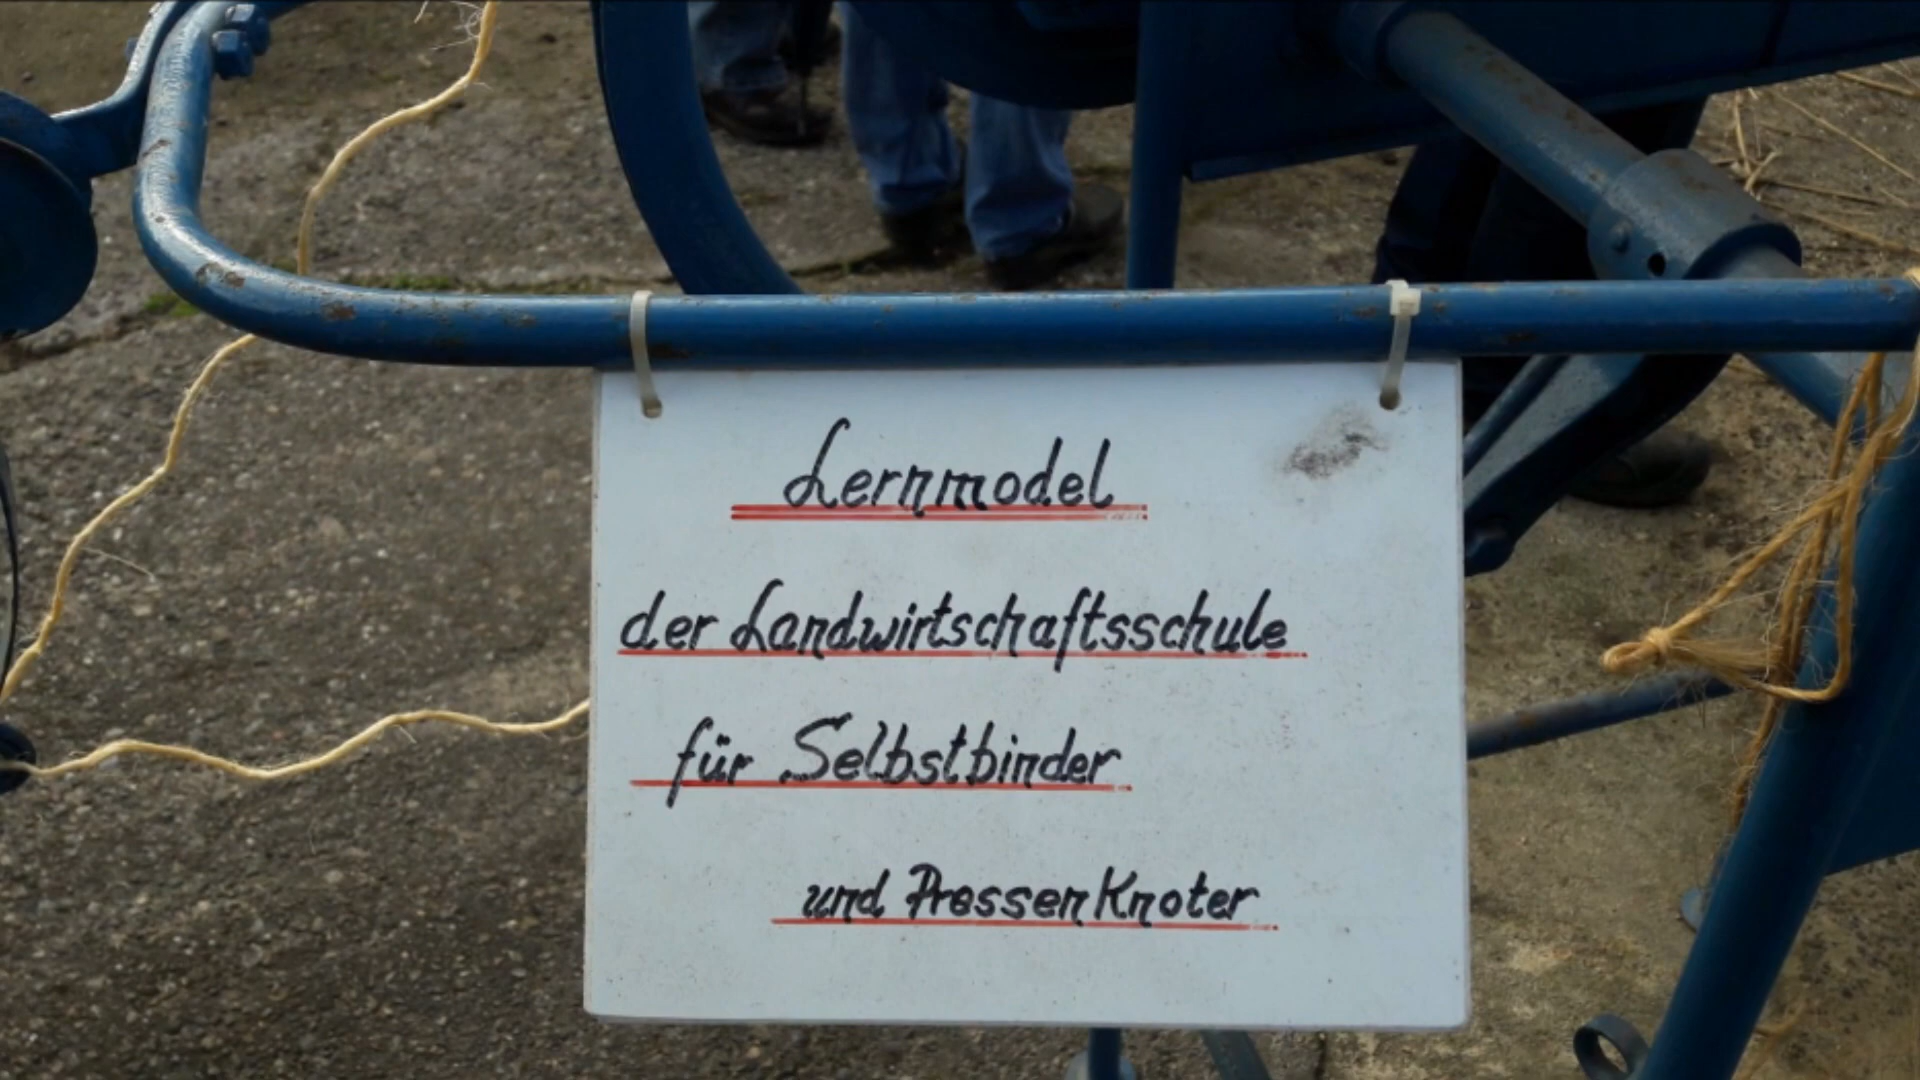 Lernmodel
der Landwirtschaftsschule
für Selbstbinder
und Pressen Knoter